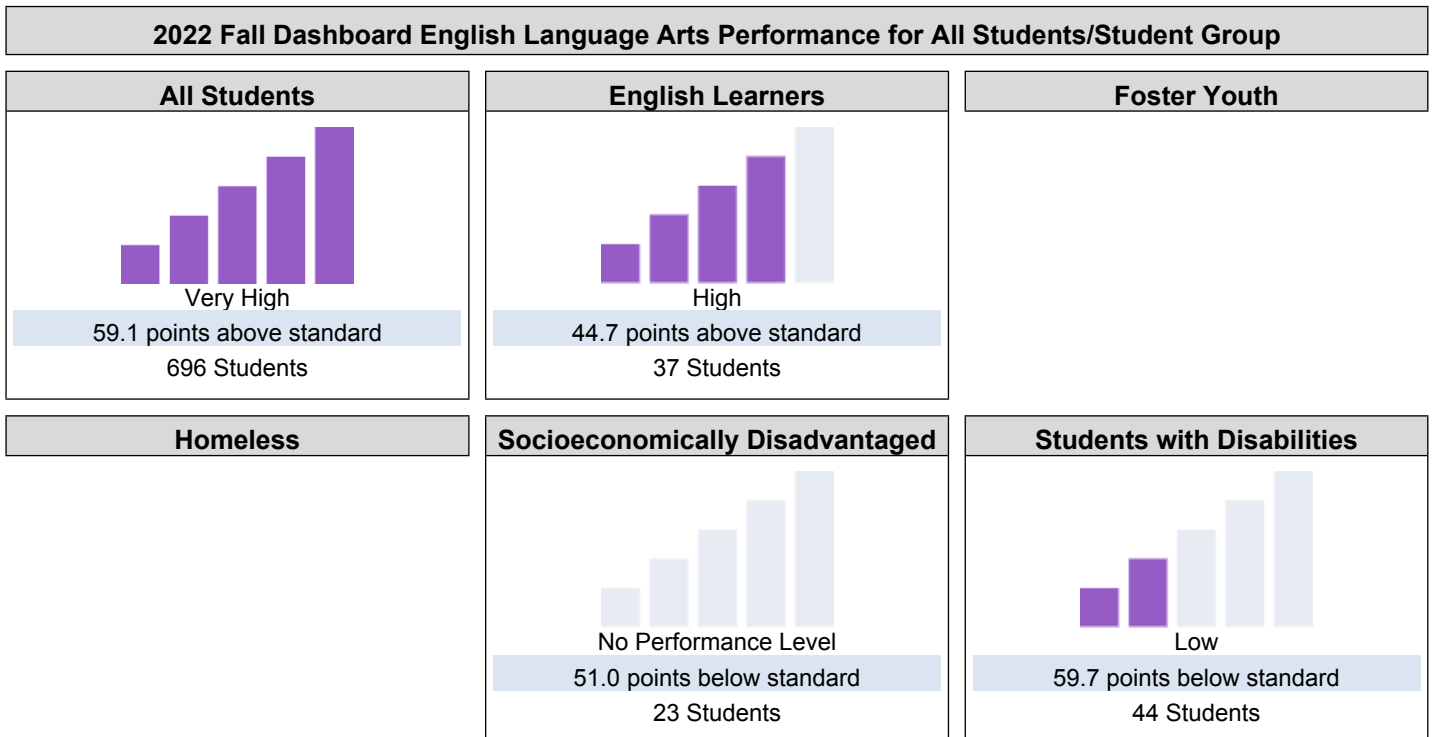 2022 Fall Dashboard English Language Arts Performance for All Students/Student Group
All Students
Very High
59.1 points above standard
696 Students
English Learners
High
44.7 points above standard
37 Students
Foster Youth
Homeless
Socioeconomically Disadvantaged
No Performance Level
51.0 points below standard
23 Students
Students with Disabilities
Low
59.7 points below standard
44 Students